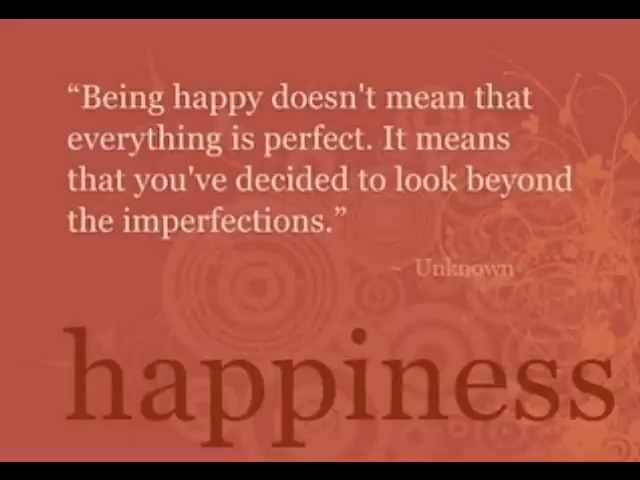 “Being happy doesn't mean that
everything is perfect. It means
that you've decided to look beyond
the imperfections.”
~ Unknown
happiness